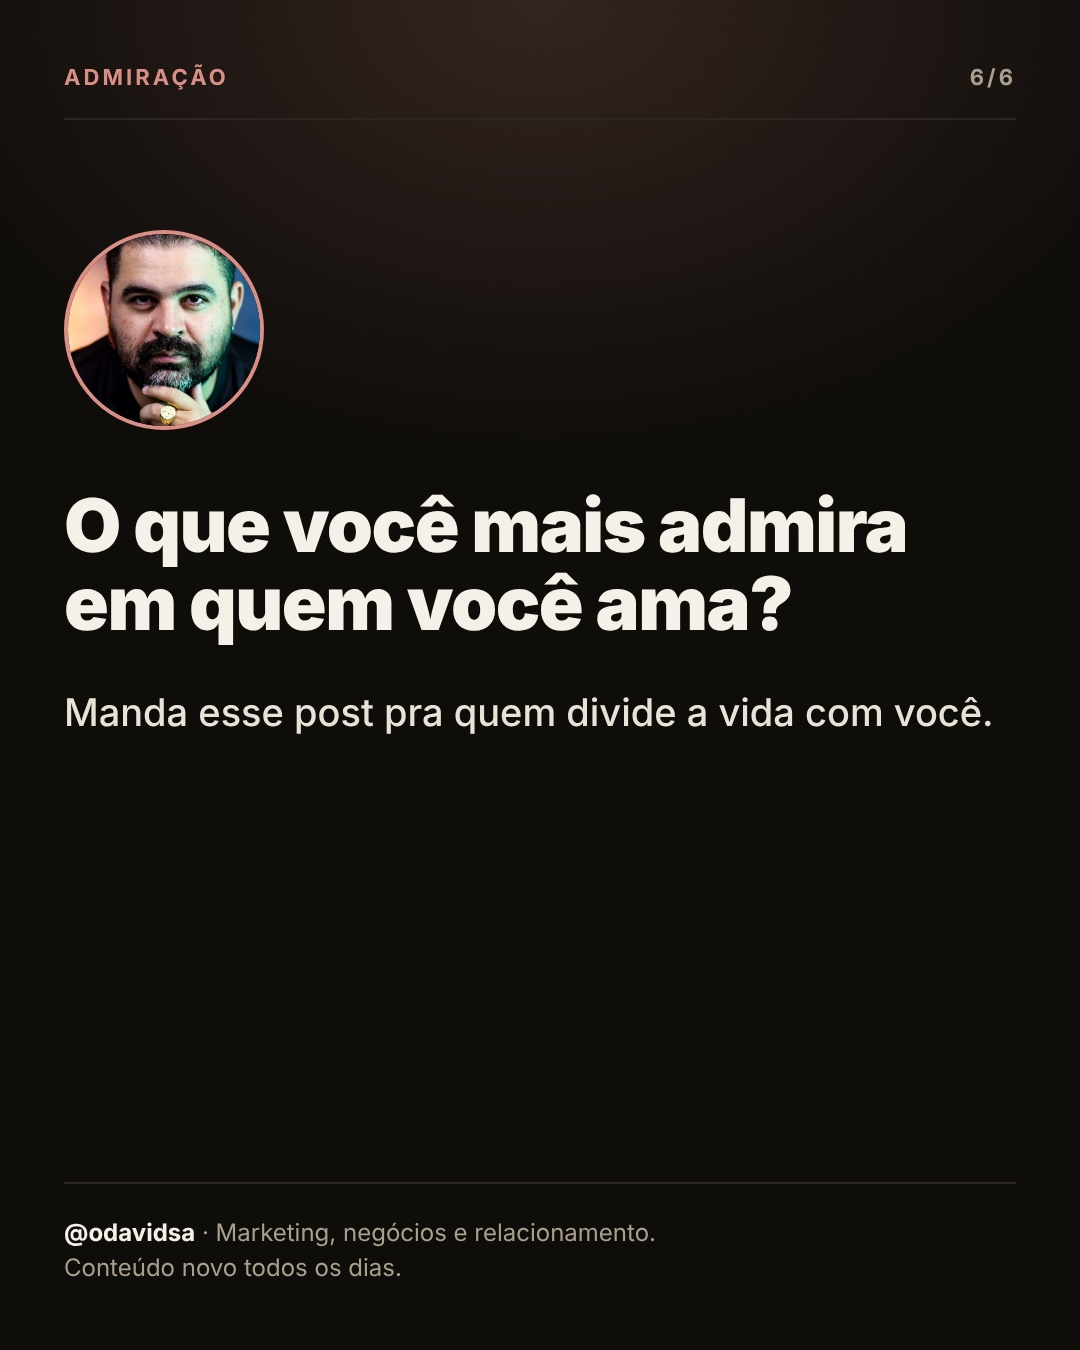 ADMIRAÇÃO
6/6
O que você mais admira
em quem você ama?
Manda esse post pra quem divide a vida com você.
@odavidsa · Marketing, negócios e relacionamento.
Conteúdo novo todos os dias.